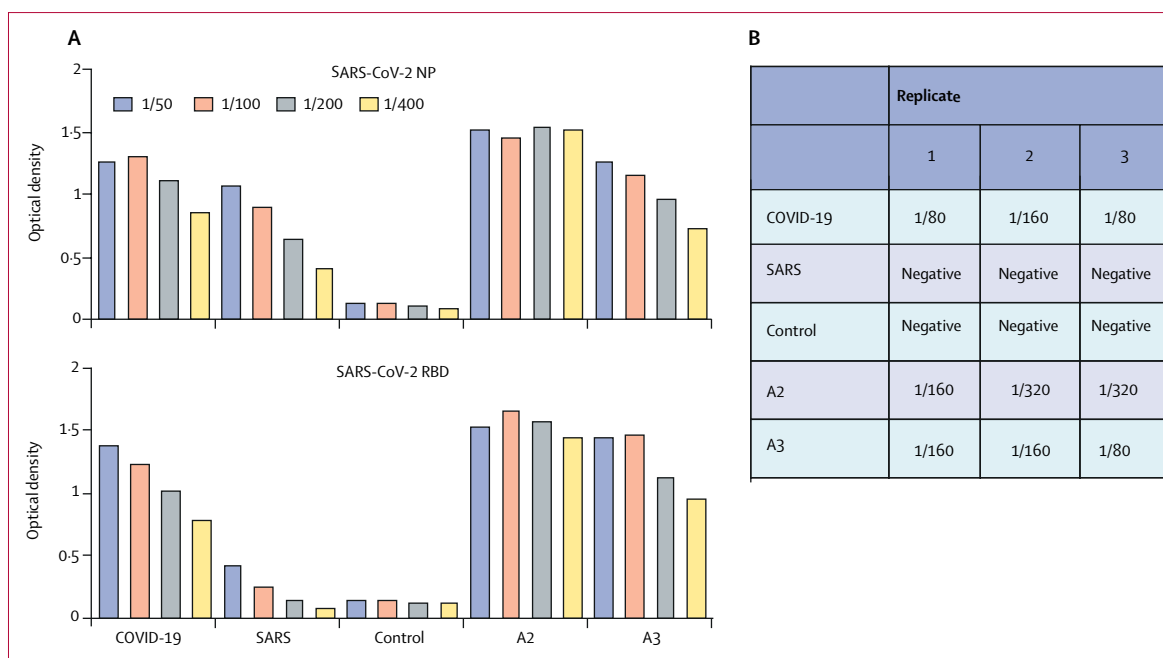 A
SARS-CoV-2 NP
1/50 1/100 1/200 1/400
Optical density
2
1·5
1
0·5
0
SARS-CoV-2 RBD
Optical density
2
1·5
1
0·5
0
COVID-19 SARS Control A2 A3
B
Replicate
1 2 3
COVID-19 1/80 1/160 1/80
SARS Negative Negative Negative
Control Negative Negative Negative
A2 1/160 1/320 1/320
A3 1/160 1/160 1/80